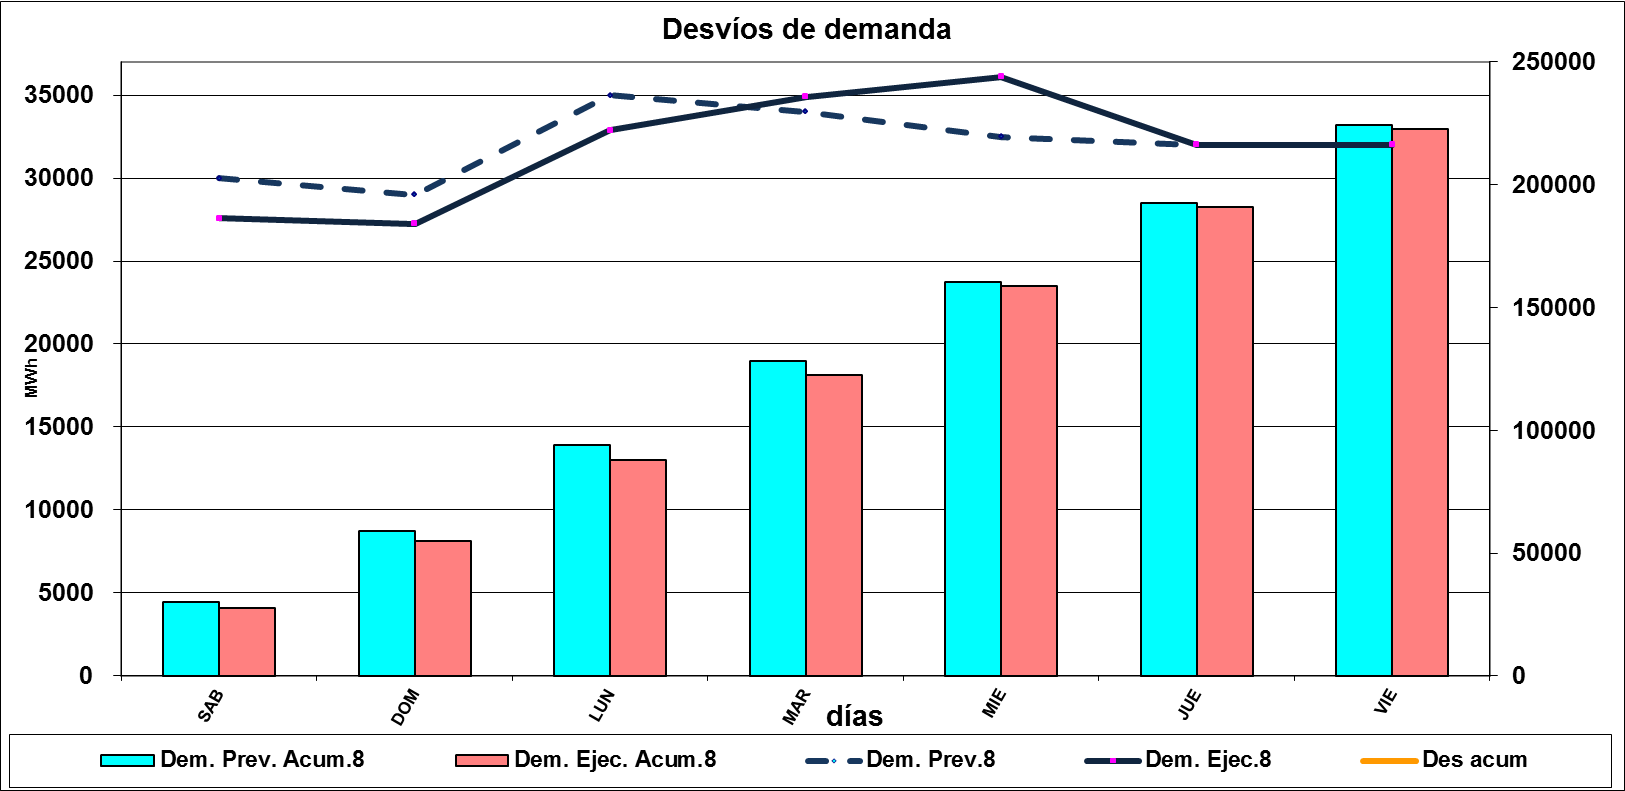 Desvíos de demanda
250000
35000
30000
200000
25000
150000
20000
MWh
15000
100000
10000
50000
5000
0
0
SAB
DOM
LUN
MAR
MIE
JUE
VIE
días
Dem. Prev. Acum.8
Dem. Ejec. Acum.8
Dem. Prev.8
Dem. Ejec.8
Des acum